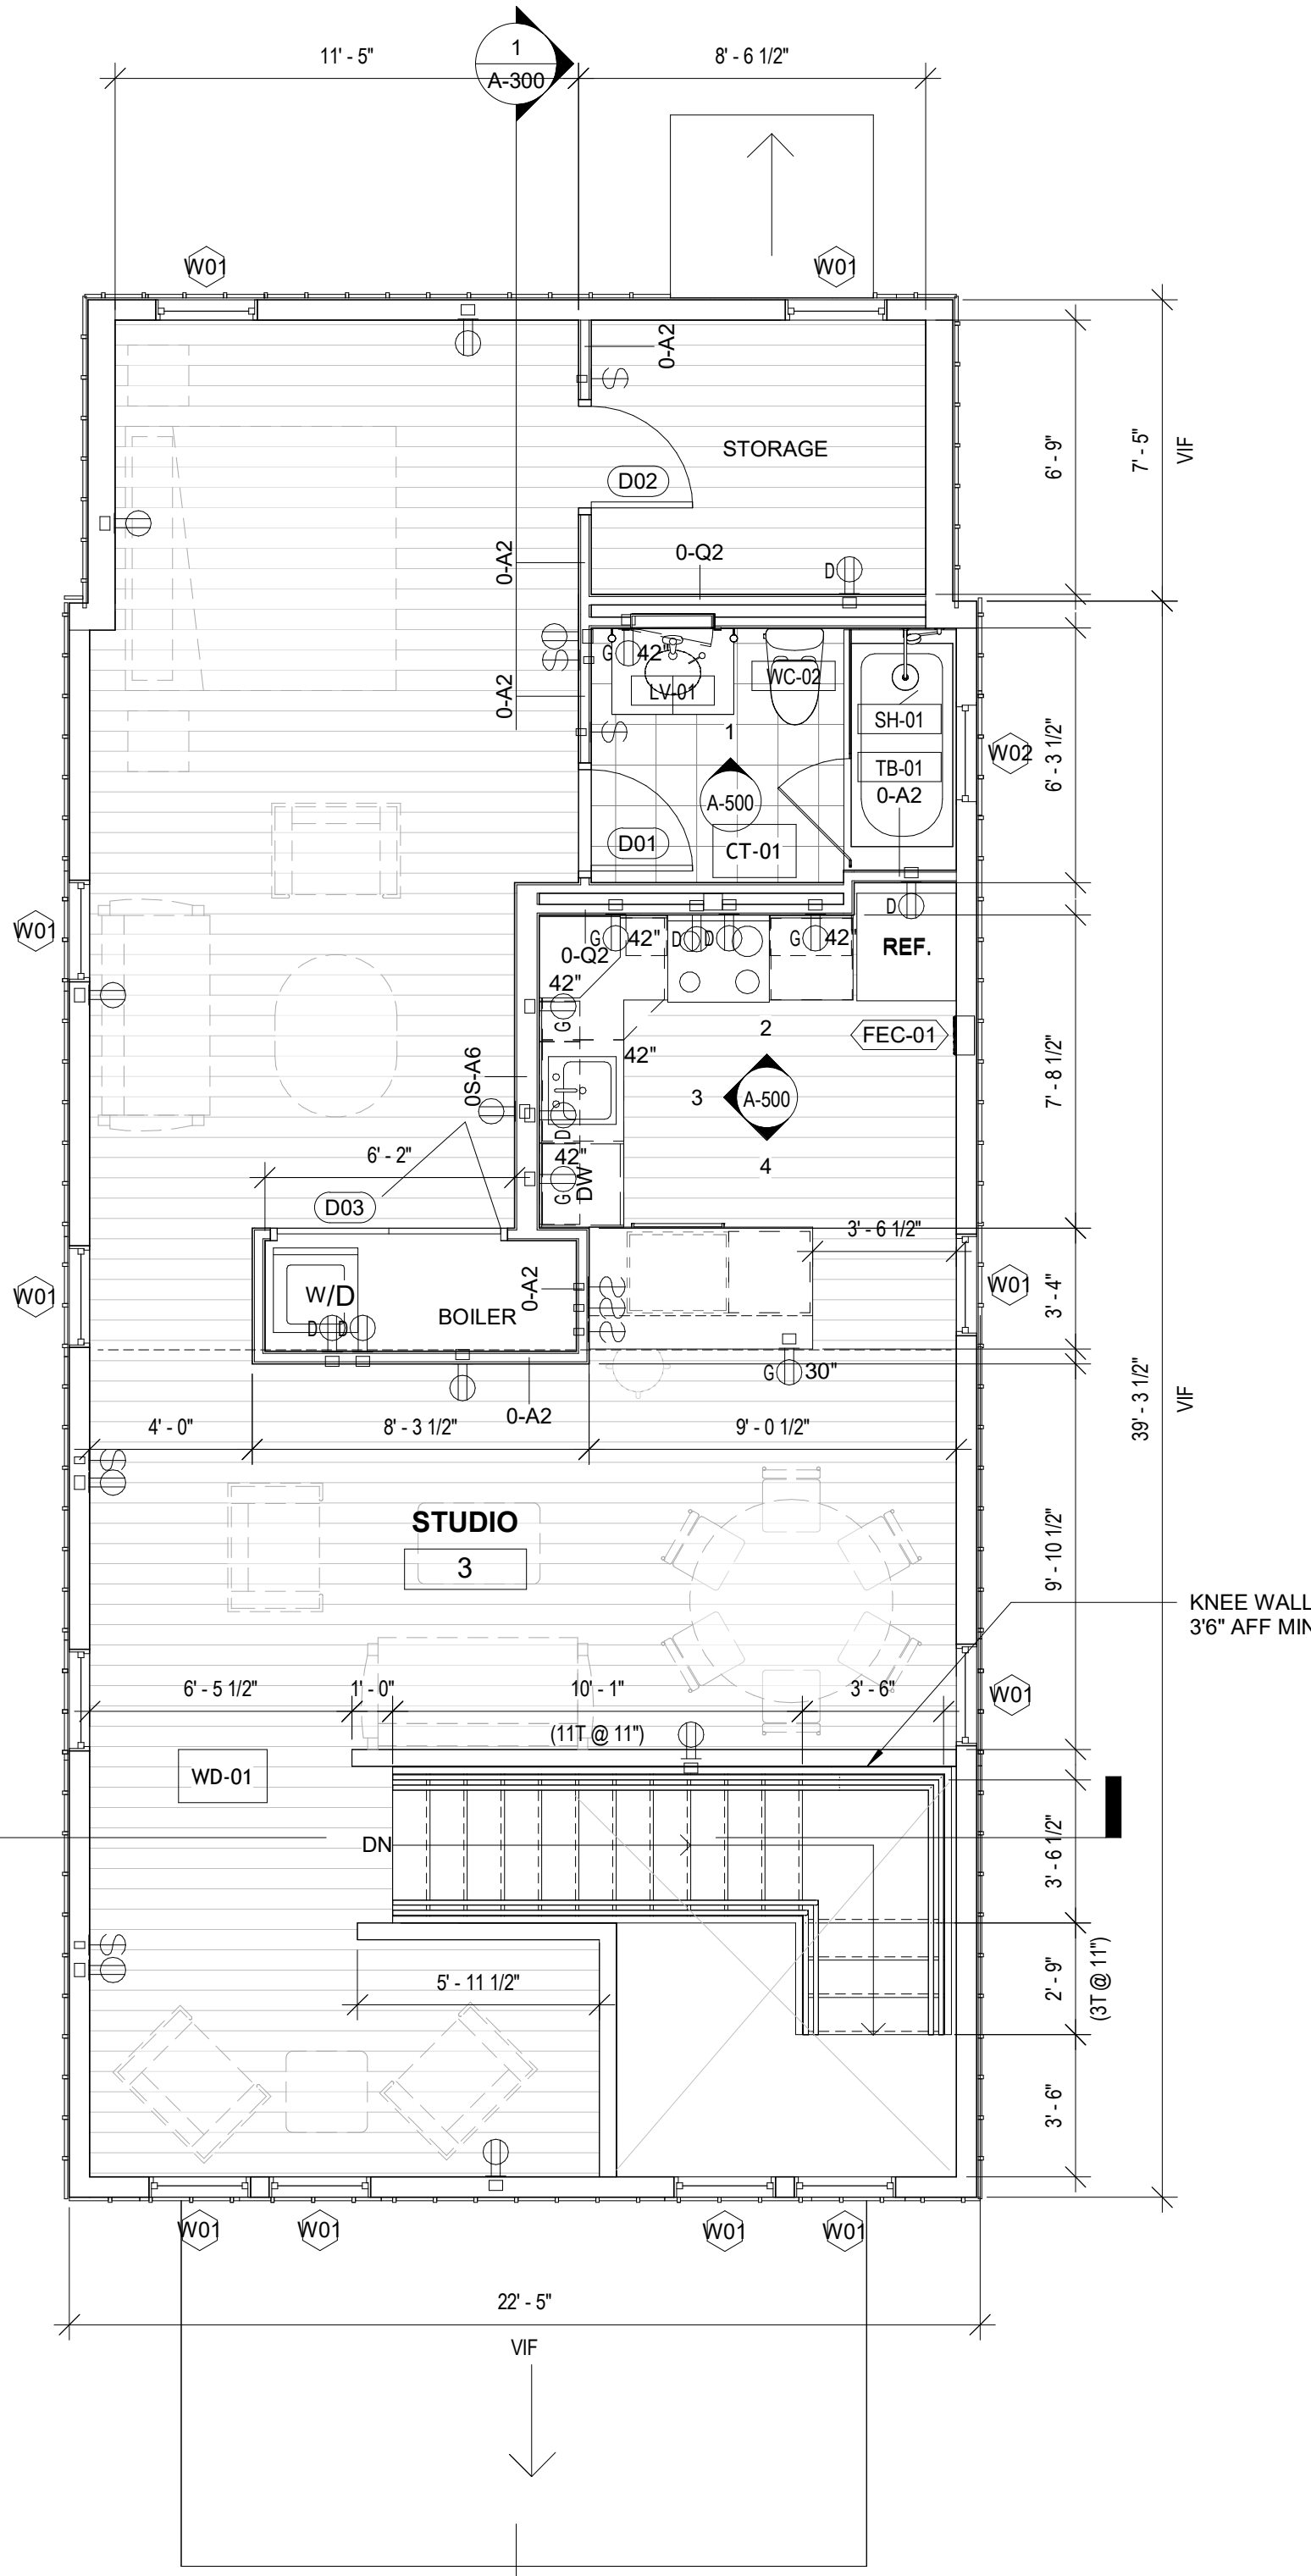 11' - 5"
1
A-300
8' - 6 1/2"
W01
W01
0-A2
STORAGE
D02
6' - 9"
7' - 5"
VIF
0-A2
0-Q2
D
G
42"
LV-01
WC-02
0-A2
SH-01
1
TB-01
0-A2
W02
6' - 3 1/2"
A-500
D01
CT-01
D
W01
G
42"
D
D
G
42"
REF.
0-Q2
42"
G
FEC-01
2
42"
0S-A6
3
A-500
7' - 8 1/2"
D
4
6' - 2"
42"
G
DW
D03
3' - 6 1/2"
W01
W/D
0-A2
BOILER
W01
3' - 4"
D
D
G
30"
39' - 3 1/2"
VIF
4' - 0"
8' - 3 1/2"
0-A2
9' - 0 1/2"
STUDIO
3
9' - 10 1/2"
KNEE WALL
3'6" AFF MIN
6' - 5 1/2"
1' - 0"
10' - 1"
3' - 6"
W01
(11T @ 11")
WD-01
DN
3' - 6 1/2"
5' - 11 1/2"
2' - 9"
(3T @ 11")
3' - 6"
W01
W01
W01
W01
22' - 5"
VIF